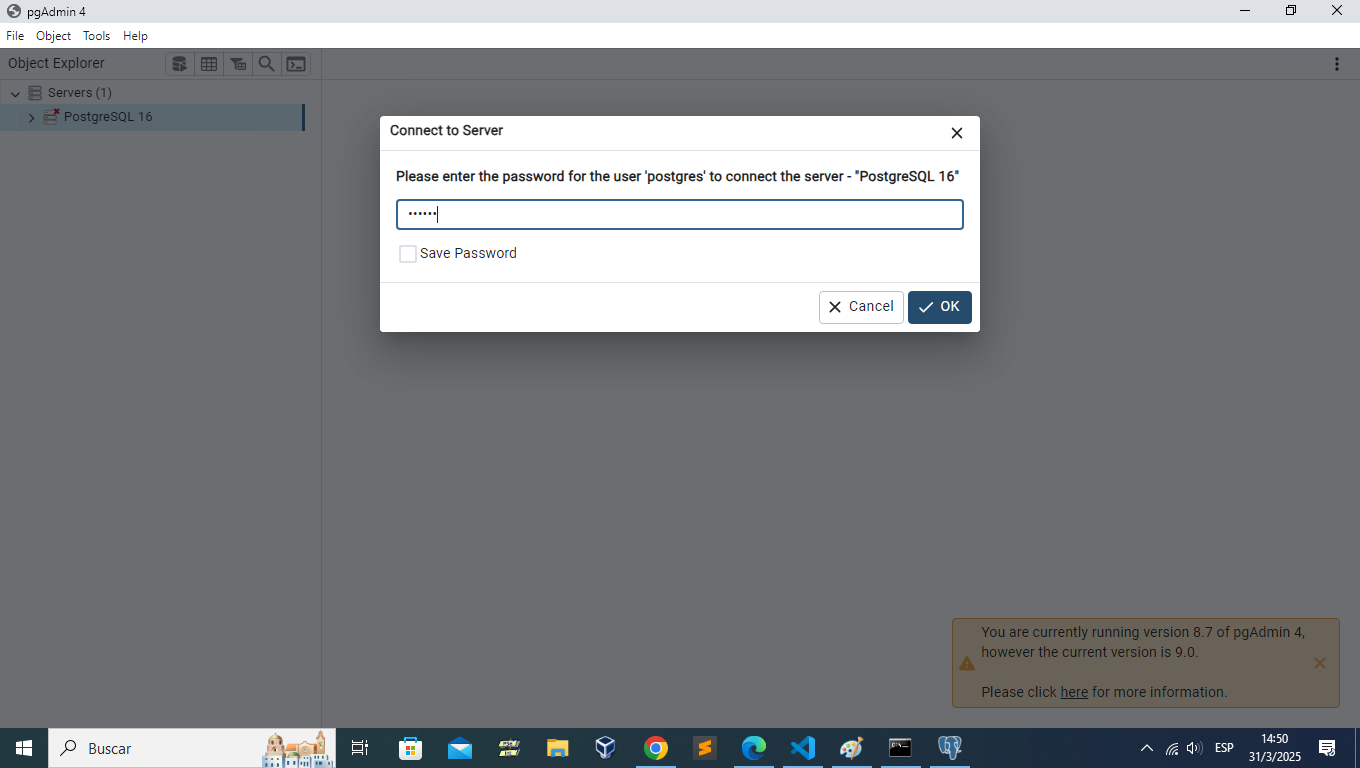 pgAdmin 4
File Object Tools Help
Object Explorer
Servers (1)
PostgreSQL 16
Connect to Server
Please enter the password for the user 'postgres' to connect the server - "PostgreSQL 16"
••••••
Save Password
Cancel OK
You are currently running version 8.7 of pgAdmin 4,
however the current version is 9.0.
Please click here for more information.
Buscar
ESP
14:50
31/3/2025